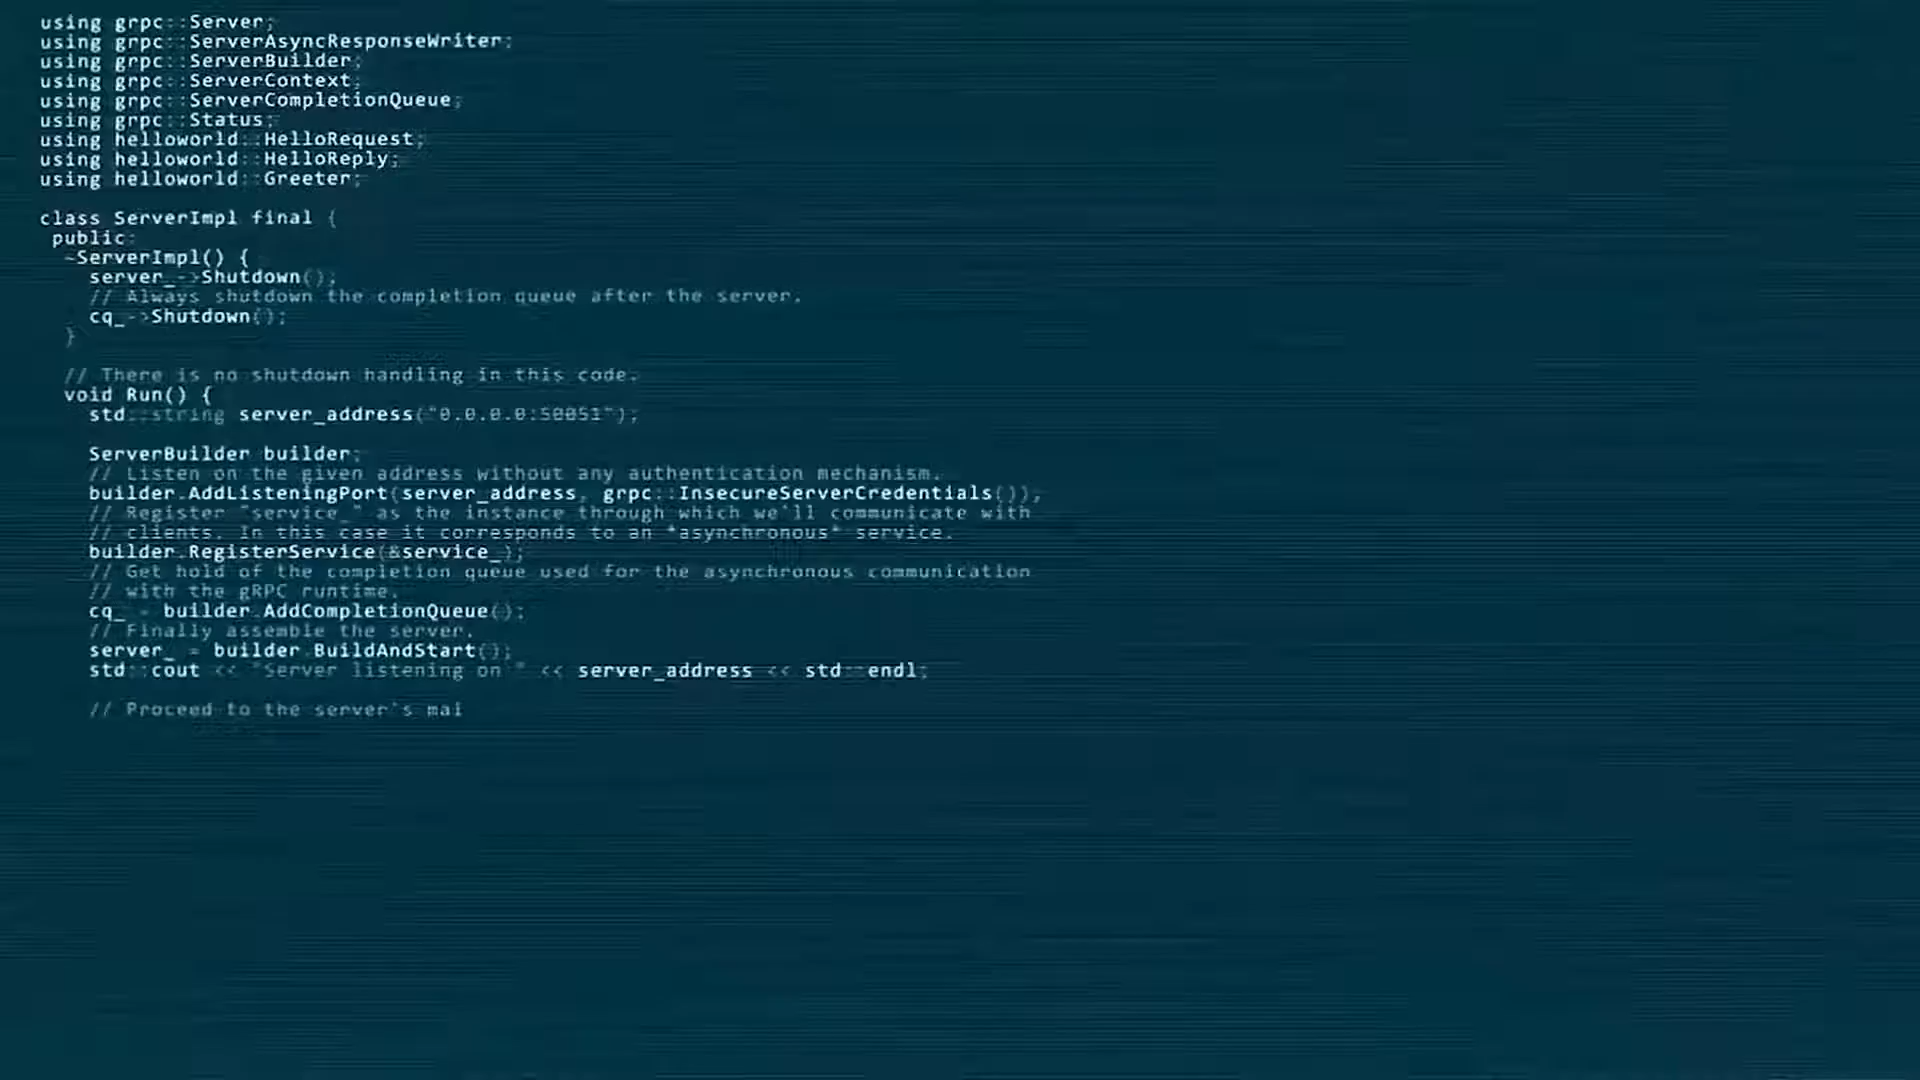 using grpc::Server;
using grpc::ServerAsyncResponseWriter;
using grpc::ServerBuilder;
using grpc::ServerContext;
using grpc::ServerCompletionQueue;
using grpc::Status;
using helloworld::HelloRequest;
using helloworld::HelloReply;
using helloworld::Greeter;
class ServerImpl final {
public:
~ServerImpl() {
server_->Shutdown();
// Always shutdown the completion queue after the server.
cq_->Shutdown();
}
// There is no shutdown handling in this code.
void Run() {
std::string server_address("0.0.0.0:50051");
ServerBuilder builder;
// Listen on the given address without any authentication mechanism.
builder.AddListeningPort(server_address, grpc::InsecureServerCredentials());
// Register "service_" as the instance through which we'll communicate with
// clients. In this case it corresponds to an *asynchronous* service.
builder.RegisterService(&service_);
// Get hold of the completion queue used for the asynchronous communication
// with the gRPC runtime.
cq_ = builder.AddCompletionQueue();
// Finally assemble the server.
server_ = builder.BuildAndStart();
std::cout << "Server listening on " << server_address << std::endl;
// Proceed to the server's mai